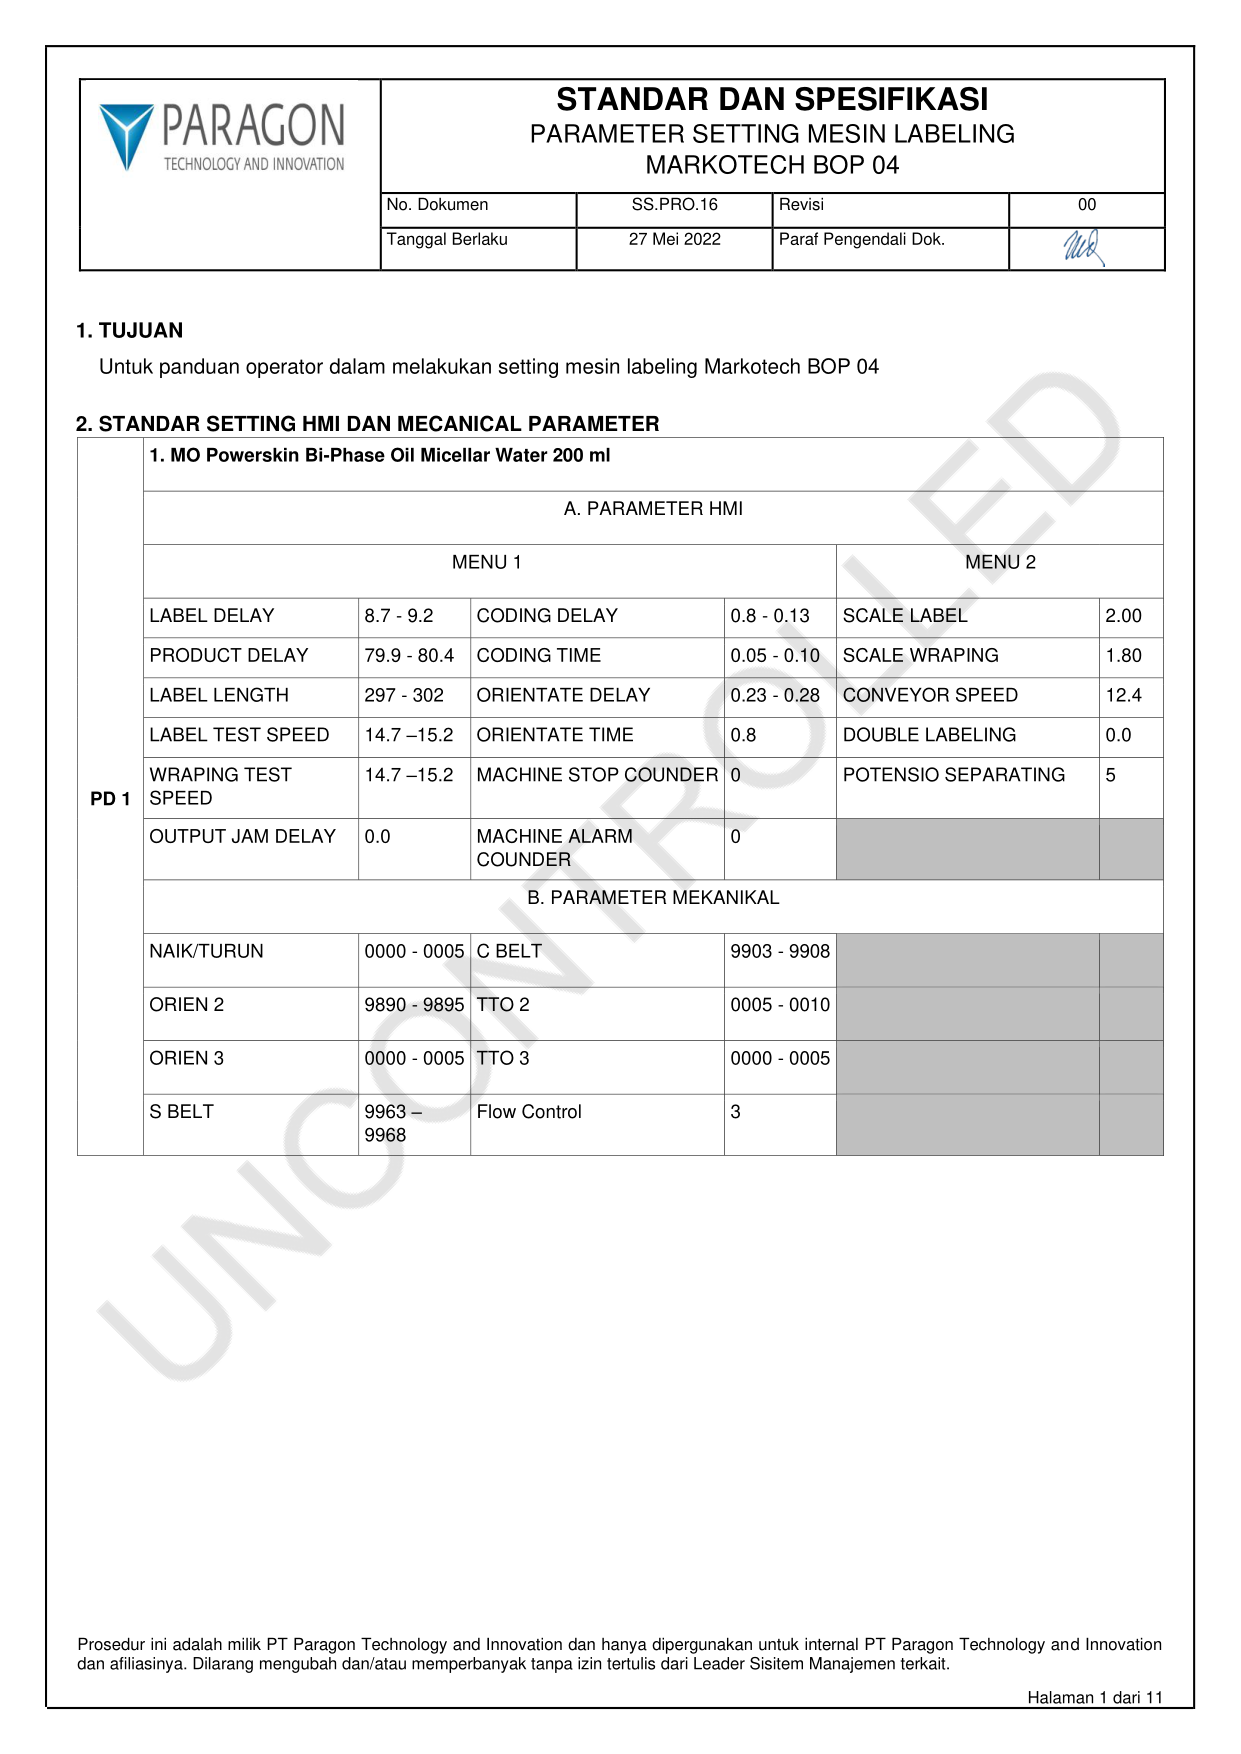 PARAGON
TECHNOLOGY AND INNOVATION
STANDAR DAN SPESIFIKASI
PARAMETER SETTING MESIN LABELING
MARKOTECH BOP 04
No. Dokumen SS.PRO.16 Revisi 00
Tanggal Berlaku 27 Mei 2022 Paraf Pengendali Dok.
1. TUJUAN
Untuk panduan operator dalam melakukan setting mesin labeling Markotech BOP 04
2. STANDAR SETTING HMI DAN MECANICAL PARAMETER
PD 1
1. MO Powerskin Bi-Phase Oil Micellar Water 200 ml
A. PARAMETER HMI
MENU 1 MENU 2
LABEL DELAY 8.7 - 9.2 CODING DELAY 0.8 - 0.13 SCALE LABEL 2.00
PRODUCT DELAY 79.9 - 80.4 CODING TIME 0.05 - 0.10 SCALE WRAPING 1.80
LABEL LENGTH 297 - 302 ORIENTATE DELAY 0.23 - 0.28 CONVEYOR SPEED 12.4
LABEL TEST SPEED 14.7 –15.2 ORIENTATE TIME 0.8 DOUBLE LABELING 0.0
WRAPING TEST SPEED 14.7 –15.2 MACHINE STOP COUNDER 0 POTENSIO SEPARATING 5
OUTPUT JAM DELAY 0.0 MACHINE ALARM COUNDER 0
B. PARAMETER MEKANIKAL
NAIK/TURUN 0000 - 0005 C BELT 9903 - 9908
ORIEN 2 9890 - 9895 TTO 2 0005 - 0010
ORIEN 3 0000 - 0005 TTO 3 0000 - 0005
S BELT 9963 – 9968 Flow Control 3
UNCONTROLLED
Prosedur ini adalah milik PT Paragon Technology and Innovation dan hanya dipergunakan untuk internal PT Paragon Technology and Innovation
dan afiliasinya. Dilarang mengubah dan/atau memperbanyak tanpa izin tertulis dari Leader Sisitem Manajemen terkait.
Halaman 1 dari 11